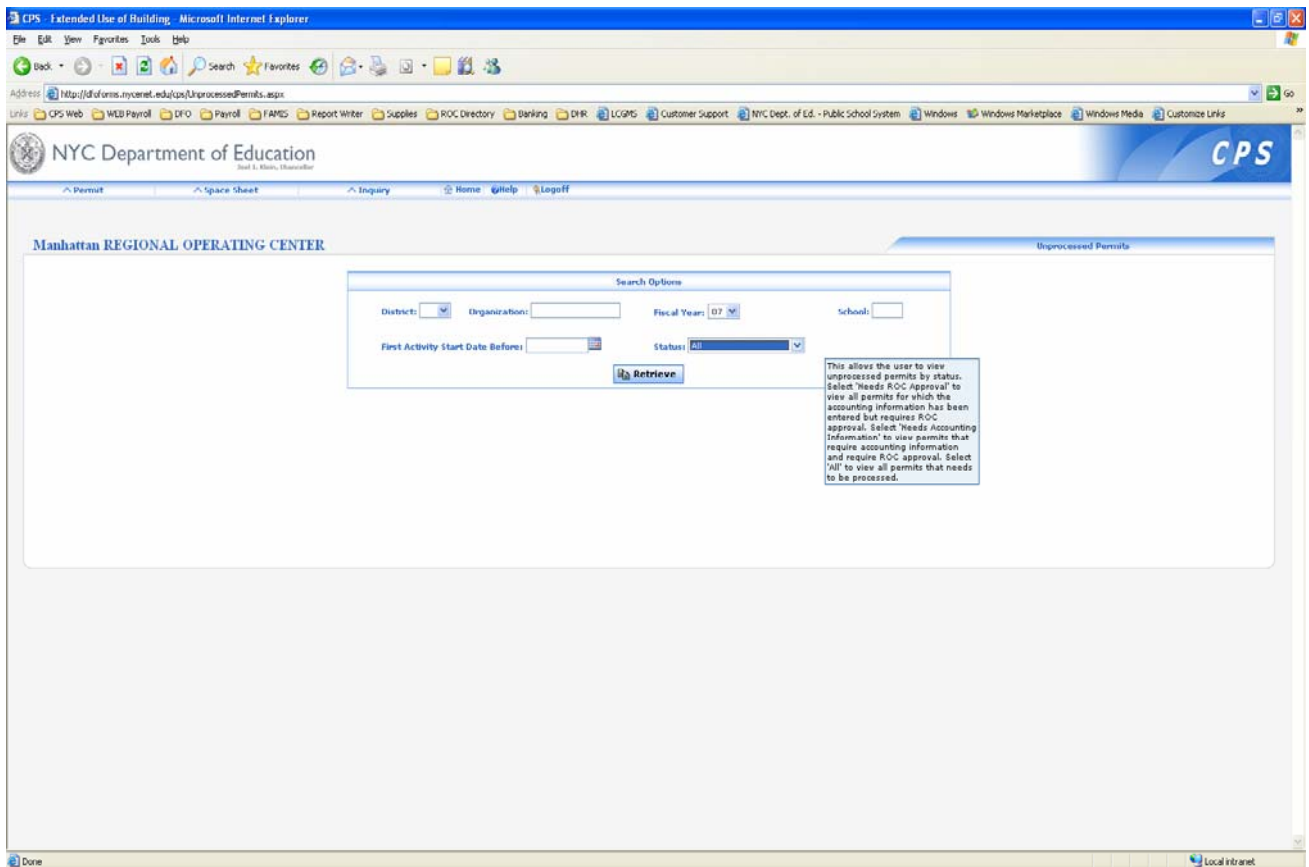 CPS - Extended Use of Building - Microsoft Internet Explorer
File Edit View Favorites Tools Help
Back Search Favorites
Address http://dfoforms.nycenet.edu/cps/UnprocessedPermits.aspx Go
Links CPS Web WEB Payroll DFO Payroll FAMIS Report Writer Supplies ROC Directory Banking DHR LCGMS Customer Support NYC Dept. of Ed. - Public School System Windows Windows Marketplace Windows Media Customize Links »
NYC Department of Education CPS
Joel I. Klein, Chancellor
Permit Space Sheet Inquiry Home Help Logoff
Manhattan REGIONAL OPERATING CENTER Unprocessed Permits
Search Options
District: Organization: Fiscal Year: 07 School:
First Activity Start Date Before: Status: All
Retrieve
This allows the user to view
unprocessed permits by status.
Select 'Needs ROC Approval' to
view all permits for which the
accounting information has been
entered but requires ROC
approval. Select 'Needs Accounting
Information' to view permits that
require accounting information
and require ROC approval. Select
'All' to view all permits that needs
to be processed.
Done Local intranet